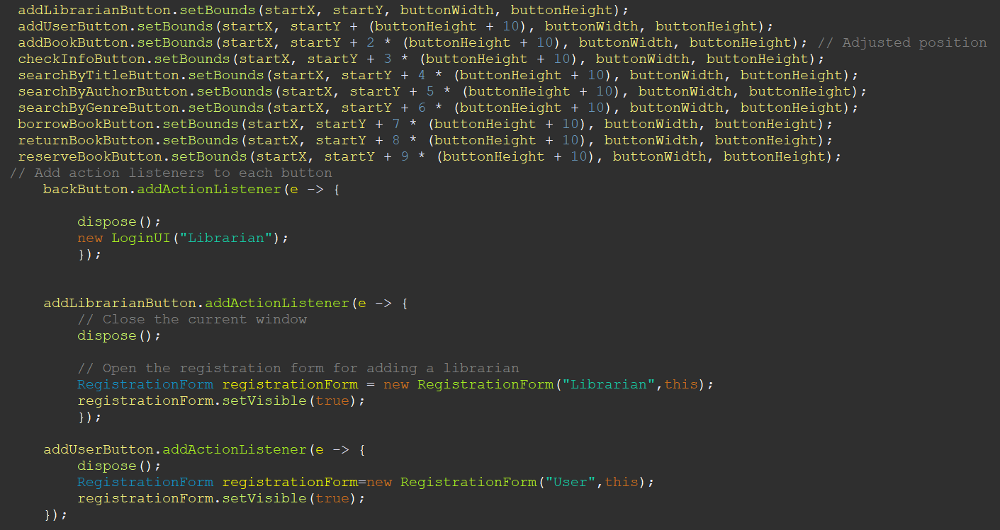 addLibrarianButton.setBounds(startX, startY, buttonWidth, buttonHeight);
addUserButton.setBounds(startX, startY + (buttonHeight + 10), buttonWidth, buttonHeight);
addBookButton.setBounds(startX, startY + 2 * (buttonHeight + 10), buttonWidth, buttonHeight); // Adjusted position
checkInfoButton.setBounds(startX, startY + 3 * (buttonHeight + 10), buttonWidth, buttonHeight);
searchByTitleButton.setBounds(startX, startY + 4 * (buttonHeight + 10), buttonWidth, buttonHeight);
searchByAuthorButton.setBounds(startX, startY + 5 * (buttonHeight + 10), buttonWidth, buttonHeight);
searchByGenreButton.setBounds(startX, startY + 6 * (buttonHeight + 10), buttonWidth, buttonHeight);
borrowBookButton.setBounds(startX, startY + 7 * (buttonHeight + 10), buttonWidth, buttonHeight);
returnBookButton.setBounds(startX, startY + 8 * (buttonHeight + 10), buttonWidth, buttonHeight);
reserveBookButton.setBounds(startX, startY + 9 * (buttonHeight + 10), buttonWidth, buttonHeight);
// Add action listeners to each button
backButton.addActionListener(e -> {
dispose();
new LoginUI("Librarian");
});
addLibrarianButton.addActionListener(e -> {
// Close the current window
dispose();
// Open the registration form for adding a librarian
RegistrationForm registrationForm = new RegistrationForm("Librarian",this);
registrationForm.setVisible(true);
});
addUserButton.addActionListener(e -> {
dispose();
RegistrationForm registrationForm=new RegistrationForm("User",this);
registrationForm.setVisible(true);
});